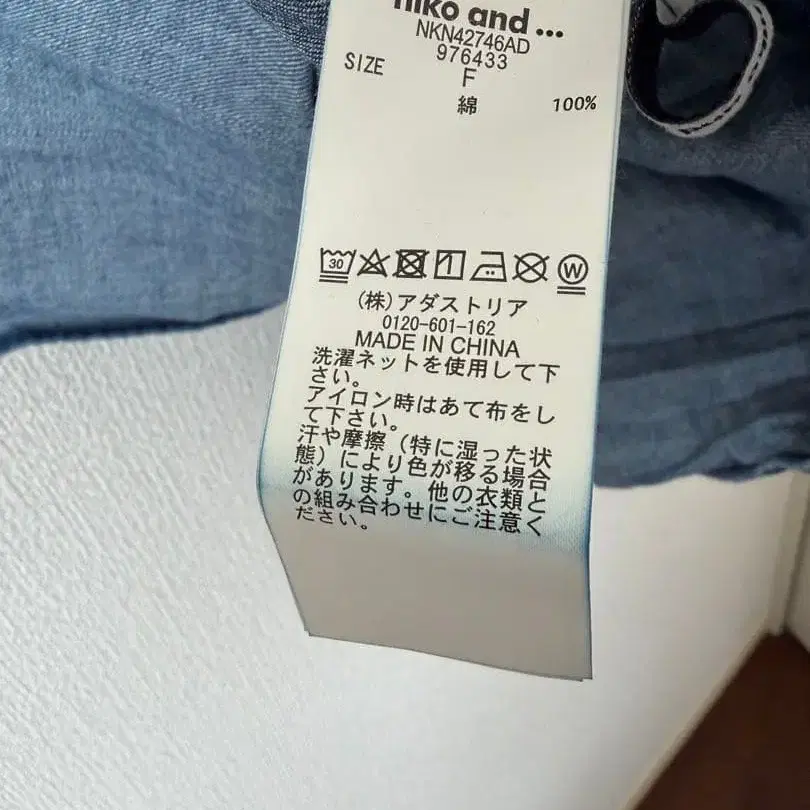 niko and ...
NKN42746AD
976433
SIZE F
綿 100%
30 W
(株)アダストリア
0120-601-162
MADE IN CHINA
洗濯ネットを使用して下
さい。
アイロン時はあて布をし
て下さい。
汗や摩擦(特に湿った状
態)により色が移る場合
があります。他の衣類と
の組み合わせにご注意く
ださい。